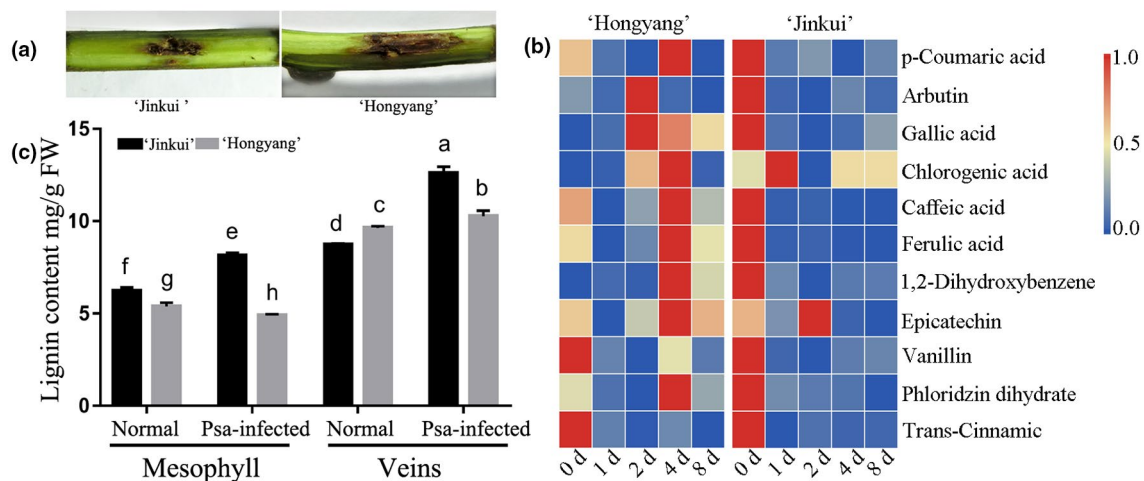 (a)
‘Jinkui ’
‘Hongyang’
(b)
‘Hongyang’
‘Jinkui’
p-Coumaric acid
Arbutin
Gallic acid
Chlorogenic acid
Caffeic acid
Ferulic acid
1,2-Dihydroxybenzene
Epicatechin
Vanillin
Phloridzin dihydrate
Trans-Cinnamic
0 d 1 d 2 d 4 d 8 d
0 d 1 d 2 d 4 d 8 d
1.0
0.5
0.0
(c)
Lignin content mg/g FW
15
10
5
0
‘Jinkui’ ‘Hongyang’
f g e h d c a b
Normal Psa-infected Normal Psa-infected
Mesophyll Veins